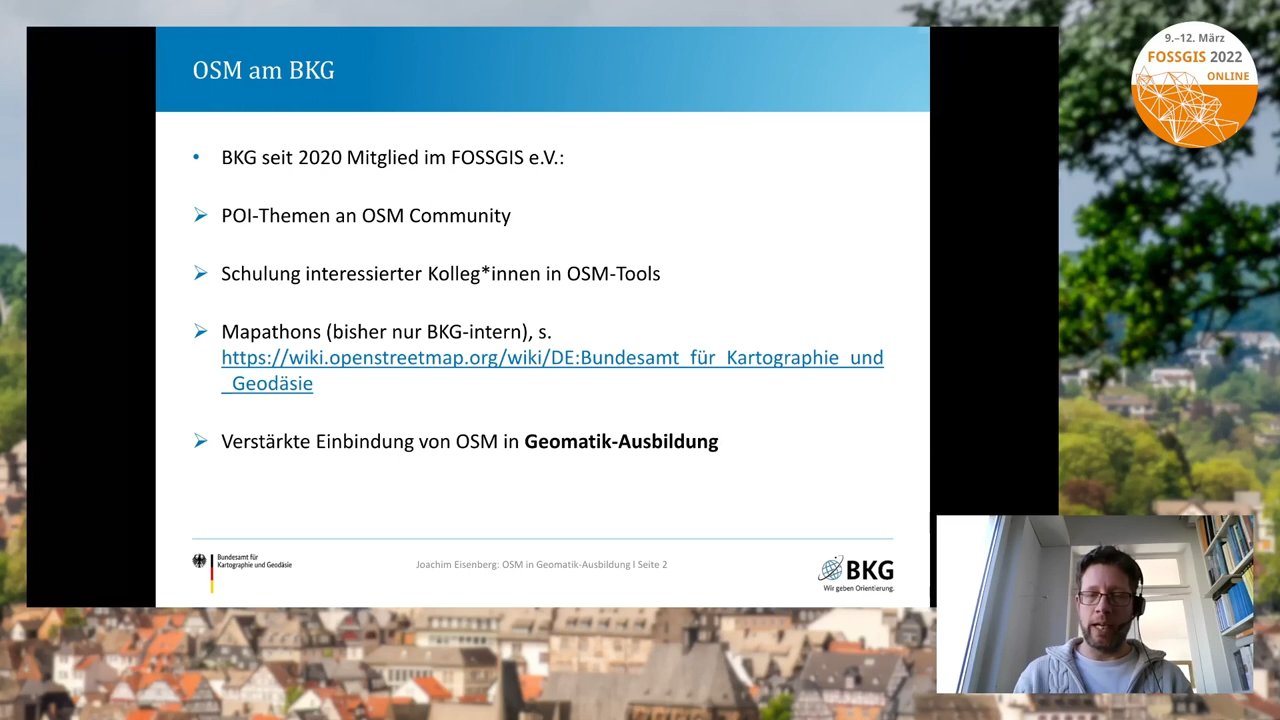 9.–12. März
FOSSGIS 2022
ONLINE
OSM am BKG
• BKG seit 2020 Mitglied im FOSSGIS e.V.:
➢ POI-Themen an OSM Community
➢ Schulung interessierter Kolleg*innen in OSM-Tools
➢ Mapathons (bisher nur BKG-intern), s.
https://wiki.openstreetmap.org/wiki/DE:Bundesamt_für_Kartographie_und
_Geodäsie
➢ Verstärkte Einbindung von OSM in Geomatik-Ausbildung
Bundesamt für
Kartographie und Geodäsie
Joachim Eisenberg: OSM in Geomatik-Ausbildung I Seite 2
BKG
Wir geben Orientierung.